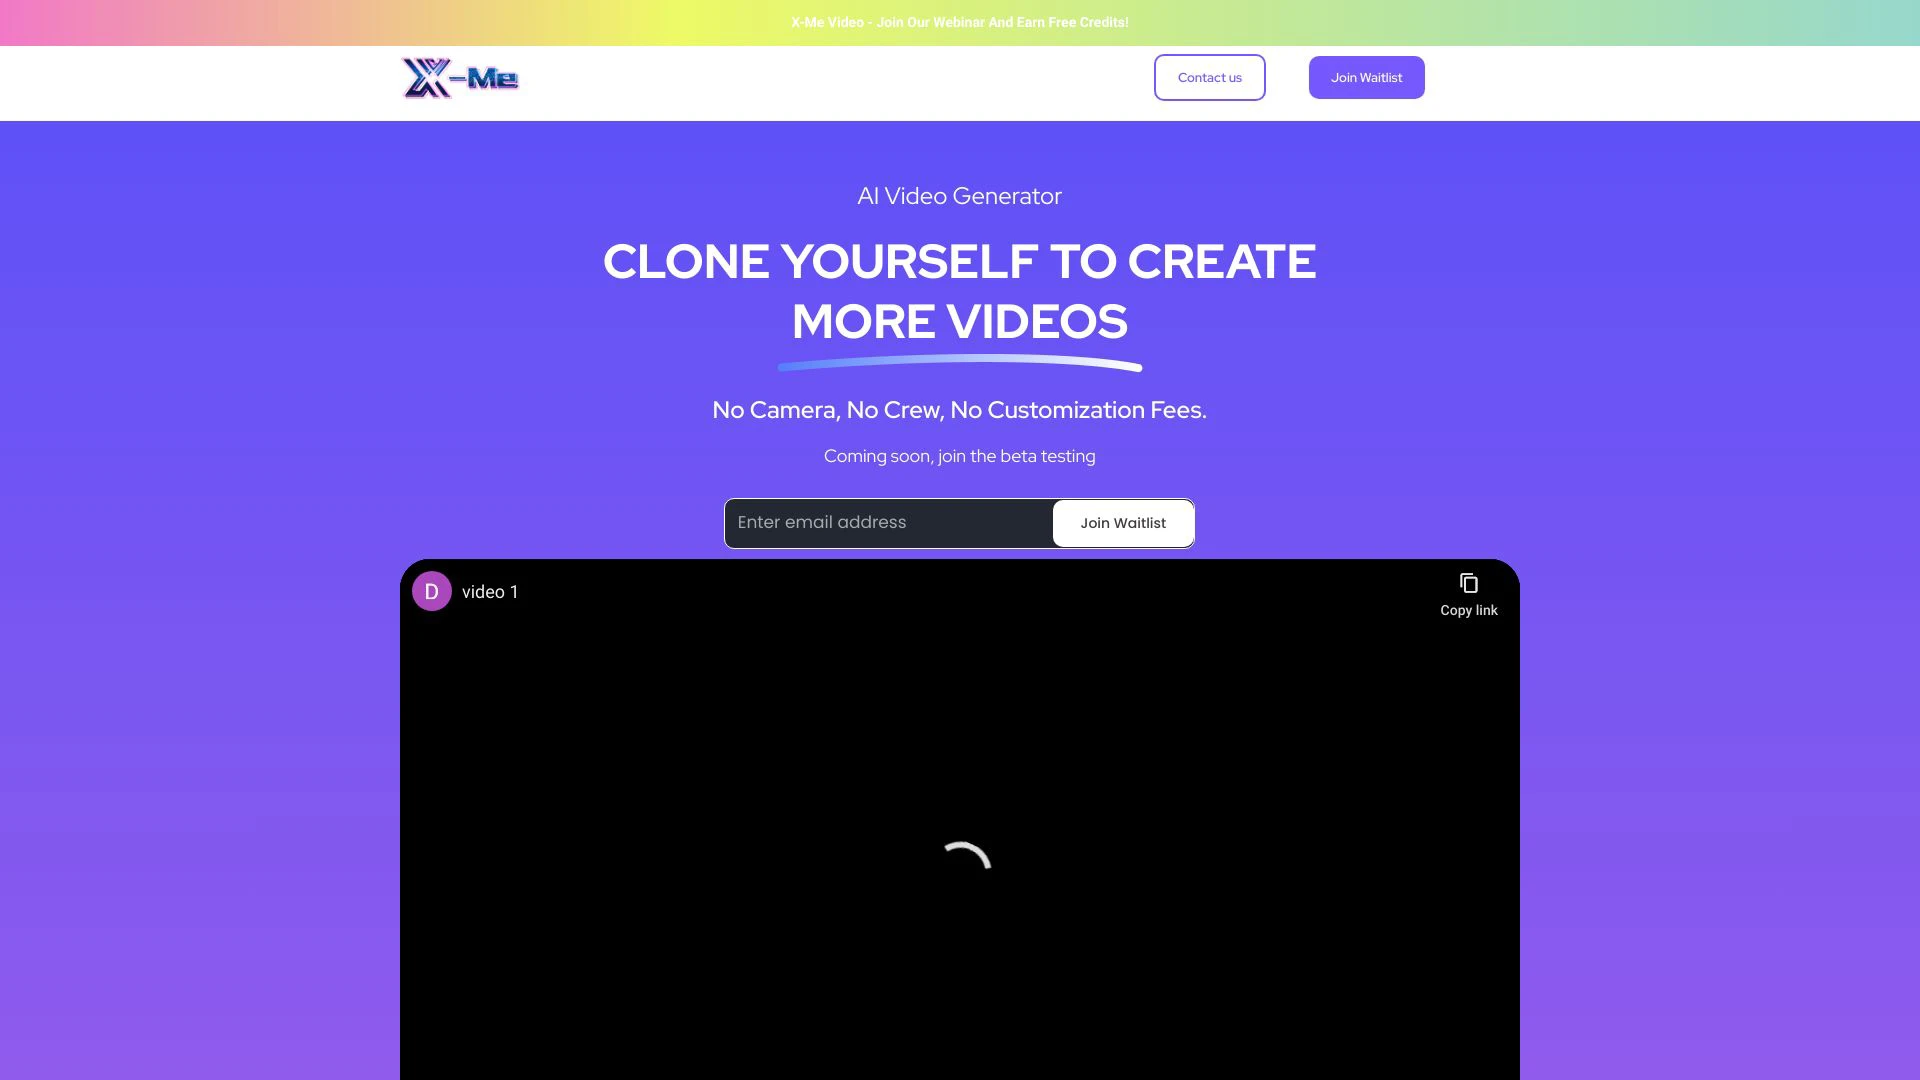 X-Me Video - Join Our Webinar And Earn Free Credits!
X-Me
Contact us
Join Waitlist
AI Video Generator
CLONE YOURSELF TO CREATE
MORE VIDEOS
No Camera, No Crew, No Customization Fees.
Coming soon, join the beta testing
Enter email address
Join Waitlist
D
video 1
Copy link